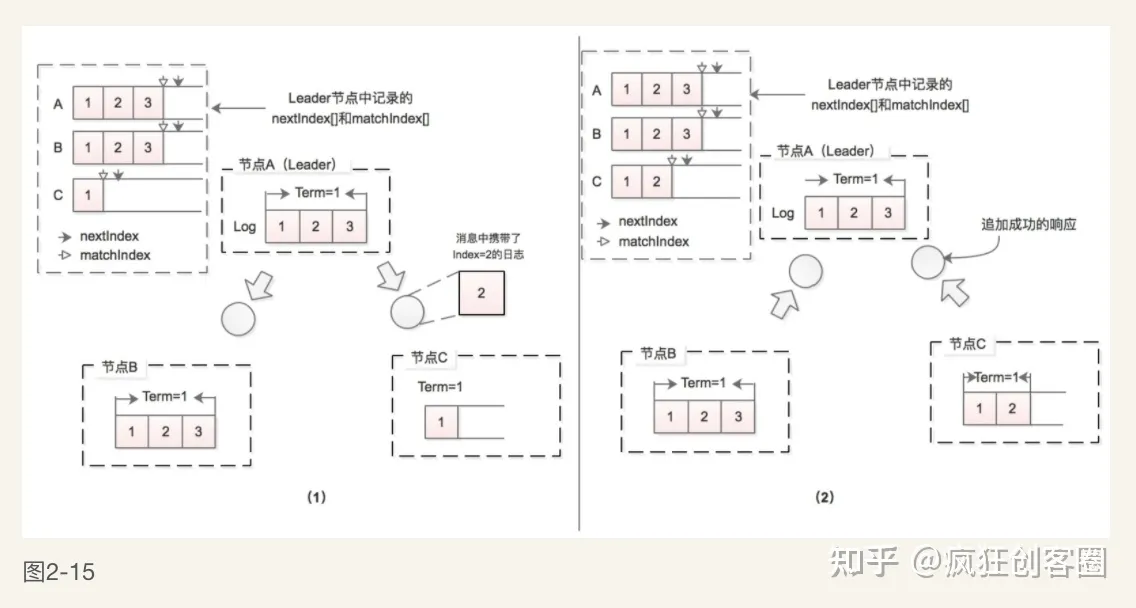 A 1 2 3
B 1 2 3
C 1
nextIndex
matchIndex
Leader节点中记录的
nextIndex[]和matchIndex[]
节点A（Leader）
Term=1
Log 1 2 3
消息中携带了
Index=2的日志
2
节点B
Term=1
1 2 3
节点C
Term=1
1
（1）
A 1 2 3
B 1 2 3
C 1 2
nextIndex
matchIndex
Leader节点中记录的
nextIndex[]和matchIndex[]
节点A（Leader）
Term=1
Log 1 2 3
追加成功的响应
节点B
Term=1
1 2 3
节点C
Term=1
1 2
（2）
图2-15
知乎 @疯狂创客圈